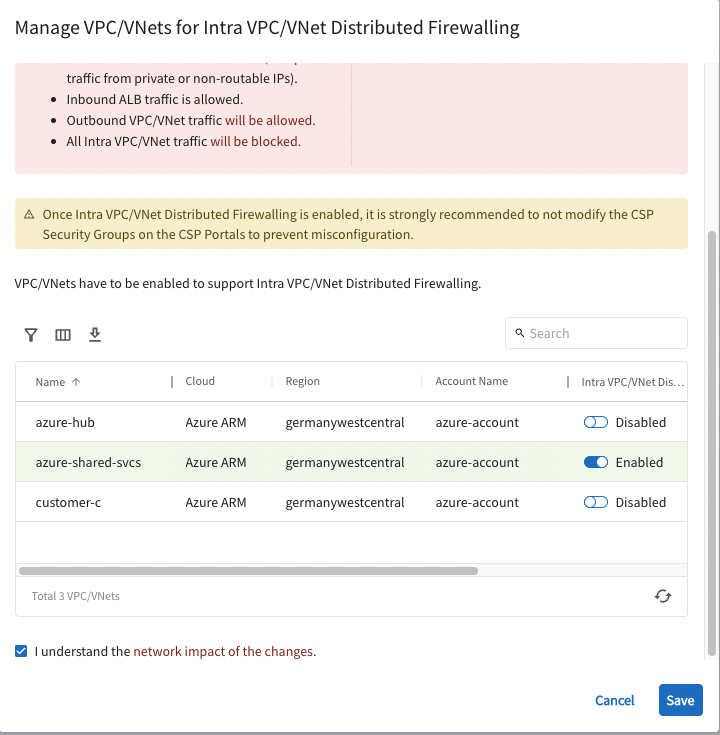 Manage VPC/VNets for Intra VPC/VNet Distributed Firewalling
traffic from private or non-routable IPs).
Inbound ALB traffic is allowed.
Outbound VPC/VNet traffic will be allowed.
All Intra VPC/VNet traffic will be blocked.
Once Intra VPC/VNet Distributed Firewalling is enabled, it is strongly recommended to not modify the CSP
Security Groups on the CSP Portals to prevent misconfiguration.
VPC/VNets have to be enabled to support Intra VPC/VNet Distributed Firewalling.
Search
Name Cloud Region Account Name Intra VPC/VNet Dis...
azure-hub Azure ARM germanywestcentral azure-account Disabled
azure-shared-svcs Azure ARM germanywestcentral azure-account Enabled
customer-c Azure ARM germanywestcentral azure-account Disabled
Total 3 VPC/VNets
I understand the network impact of the changes.
Cancel Save